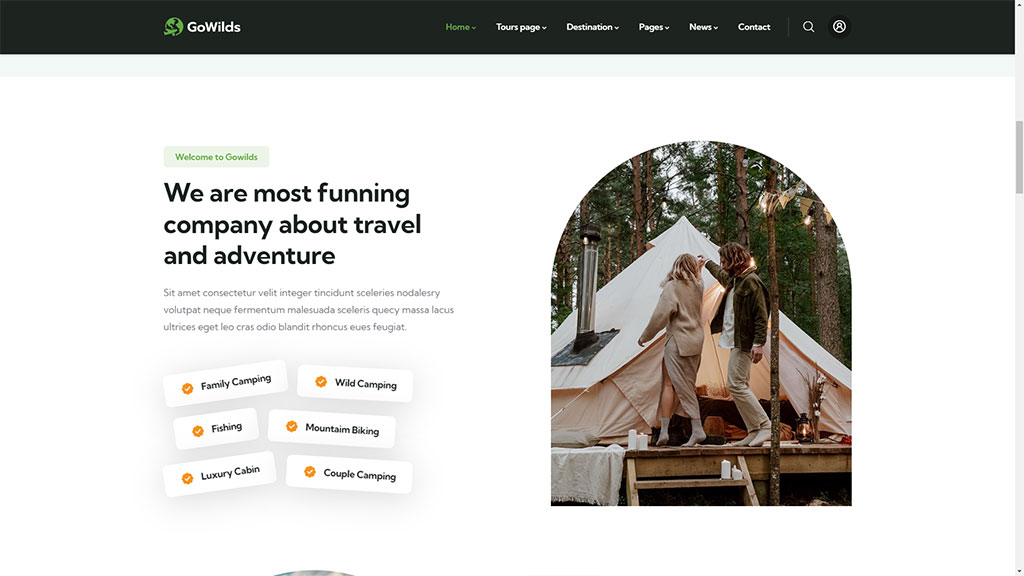 GoWilds
Home
Tours page
Destination
Pages
News
Contact
Welcome to Gowilds
We are most funning
company about travel
and adventure
Sit amet consectetur velit integer tincidunt sceleries nodalesry
volutpat neque fermentum malesuada sceleris quecy massa lacus
ultrices eget leo cras odio blandit rhoncus eues feugiat.
Family Camping
Wild Camping
Fishing
Mountaim Biking
Luxury Cabin
Couple Camping